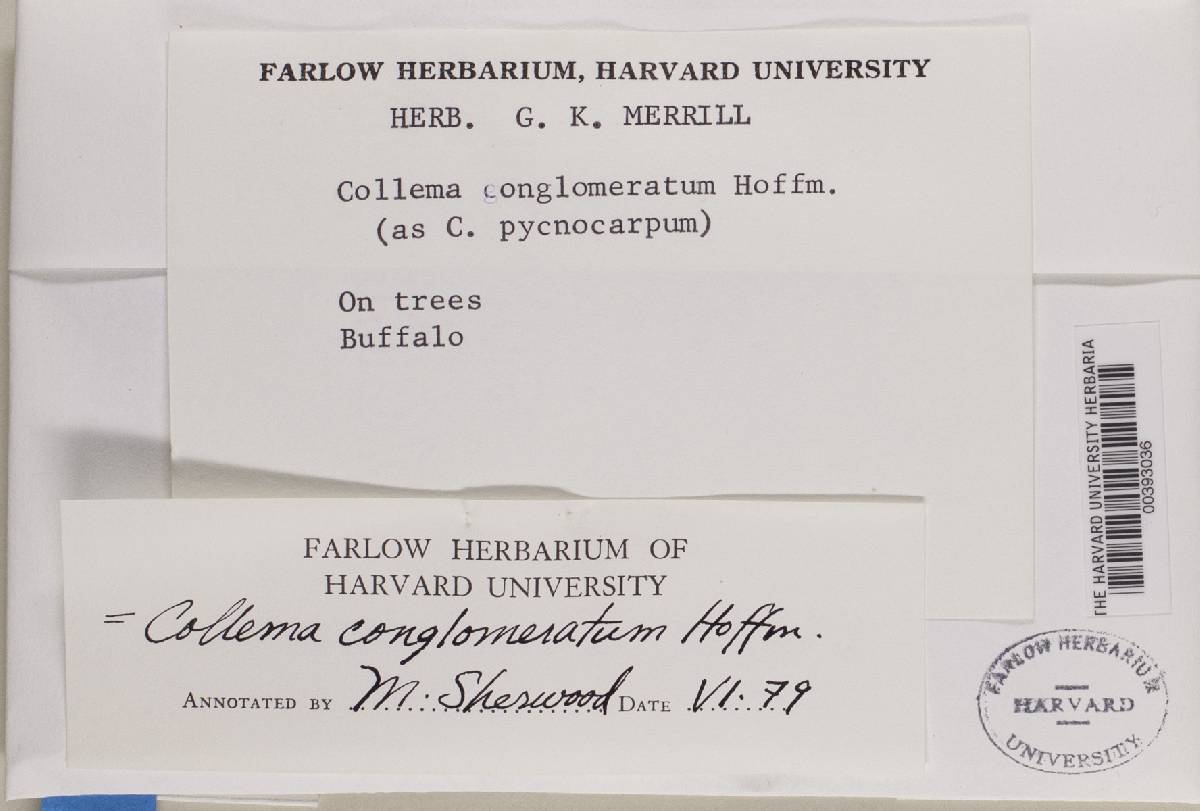 FARLOW HERBARIUM, HARVARD UNIVERSITY
HERB. G. K. MERRILL
Collema conglomeratum Hoffm.
(as C. pycnocarpum)
On trees
Buffalo
FARLOW HERBARIUM OF
HARVARD UNIVERSITY
= Collema conglomeratum Hoffm.
ANNOTATED BY M. Sherwood DATE VI. 79
THE HARVARD UNIVERSITY HERBARIA
00393036
FARLOW HERBARIUM
HARVARD
UNIVERSITY